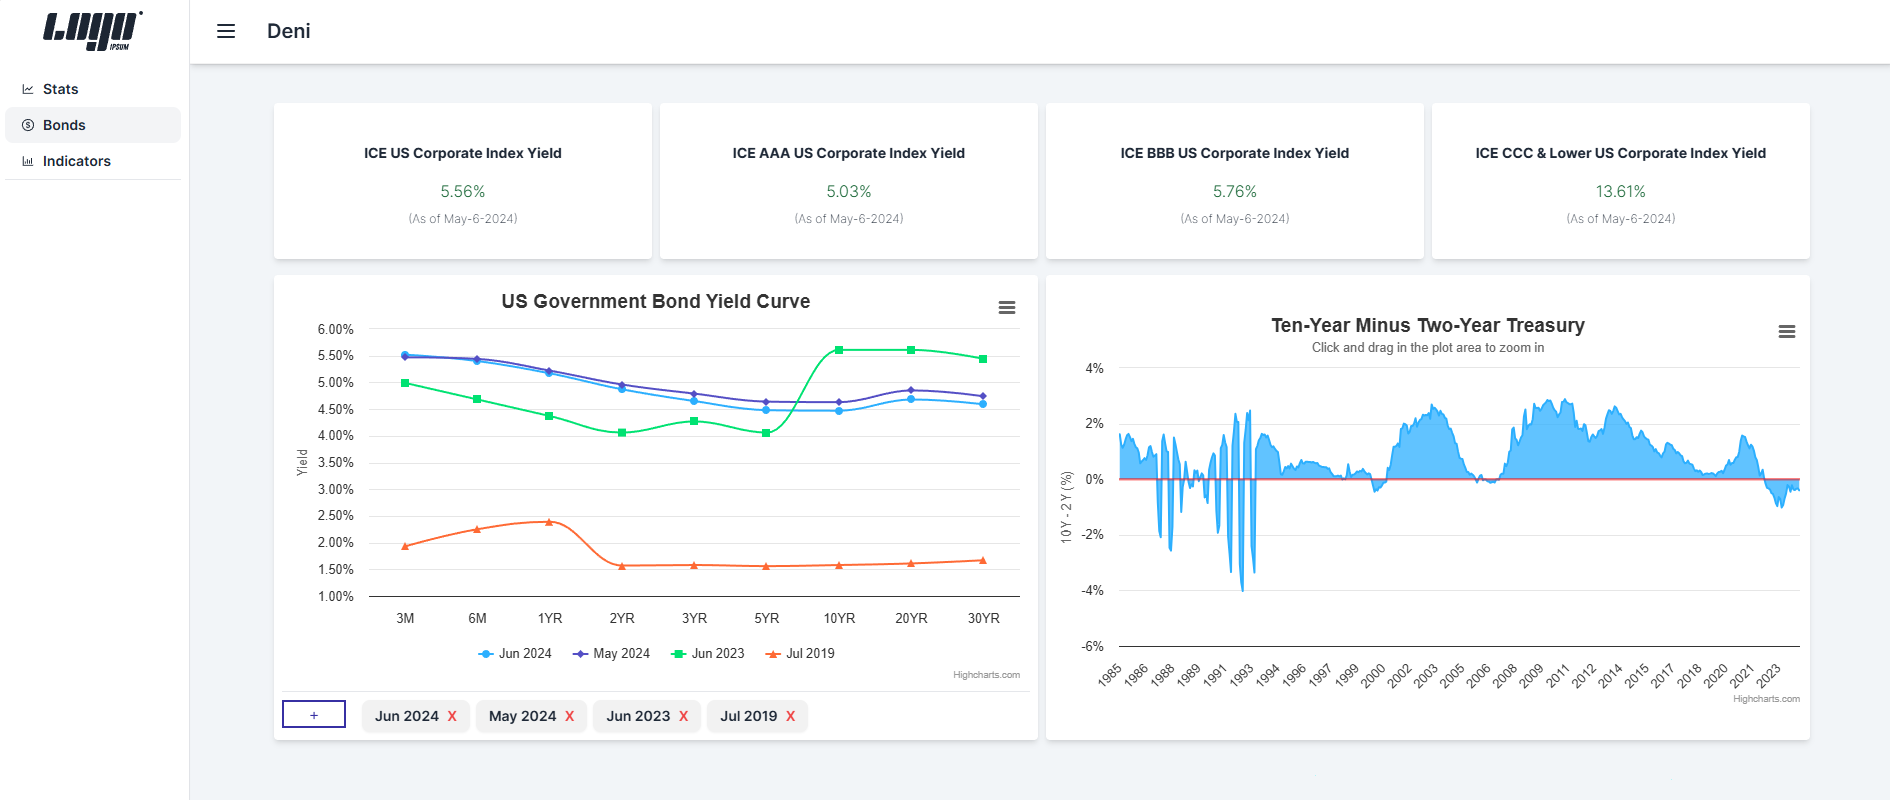 Logo
IPSUM
Deni
Stats
Bonds
Indicators
ICE US Corporate Index Yield
5.56%
(As of May-6-2024)
ICE AAA US Corporate Index Yield
5.03%
(As of May-6-2024)
ICE BBB US Corporate Index Yield
5.76%
(As of May-6-2024)
ICE CCC & Lower US Corporate Index Yield
13.61%
(As of May-6-2024)
US Government Bond Yield Curve
Yield
6.00%
5.50%
5.00%
4.50%
4.00%
3.50%
3.00%
2.50%
2.00%
1.50%
1.00%
3M 6M 1YR 2YR 3YR 5YR 10YR 20YR 30YR
Jun 2024 May 2024 Jun 2023 Jul 2019
Highcharts.com
+ Jun 2024 X May 2024 X Jun 2023 X Jul 2019 X
Ten-Year Minus Two-Year Treasury
Click and drag in the plot area to zoom in
10Y - 2Y (%)
4%
2%
0%
-2%
-4%
-6%
1985 1986 1988 1989 1991 1993 1994 1996 1997 1999 2000 2002 2003 2005 2006 2008 2009 2011 2012 2014 2015 2017 2018 2020 2021 2023
Highcharts.com